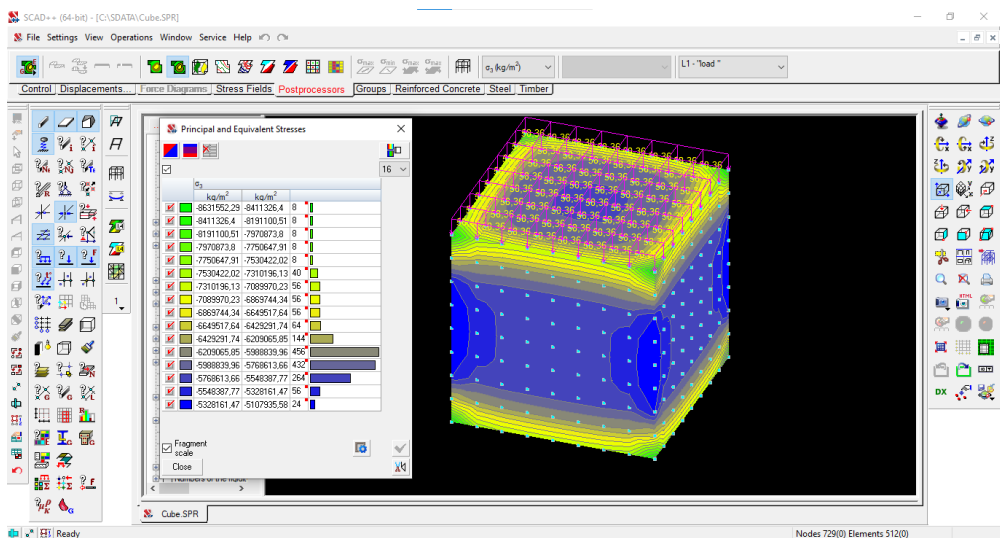 SCAD++ (64-bit) - [C:\SDATA\Cube.SPR]
File Settings View Operations Window Service Help
σ₃ (kg/m²)
L1 - "load "
Control Displacements... Force Diagrams Stress Fields Postprocessors Groups Reinforced Concrete Steel Timber
Principal and Equivalent Stresses
16
σ₃
kg/m² kg/m²
-8631552,29 -8411326,4 8
-8411326,4 -8191100,51 8
-8191100,51 -7970873,8 8
-7970873,8 -7750647,91 8
-7750647,91 -7530422,02 8
-7530422,02 -7310196,13 40
-7310196,13 -7089970,23 56
-7089970,23 -6869744,34 56
-6869744,34 -6649517,64 56
-6649517,64 -6429291,74 64
-6429291,74 -6209065,85 144
-6209065,85 -5988839,96 456
-5988839,96 -5768613,66 432
-5768613,66 -5548387,77 264
-5548387,77 -5328161,47 56
-5328161,47 -5107935,58 24
Fragment
scale
Close
58,36
Cube.SPR
DX
HTML
Ready
Nodes 729(0) Elements 512(0)